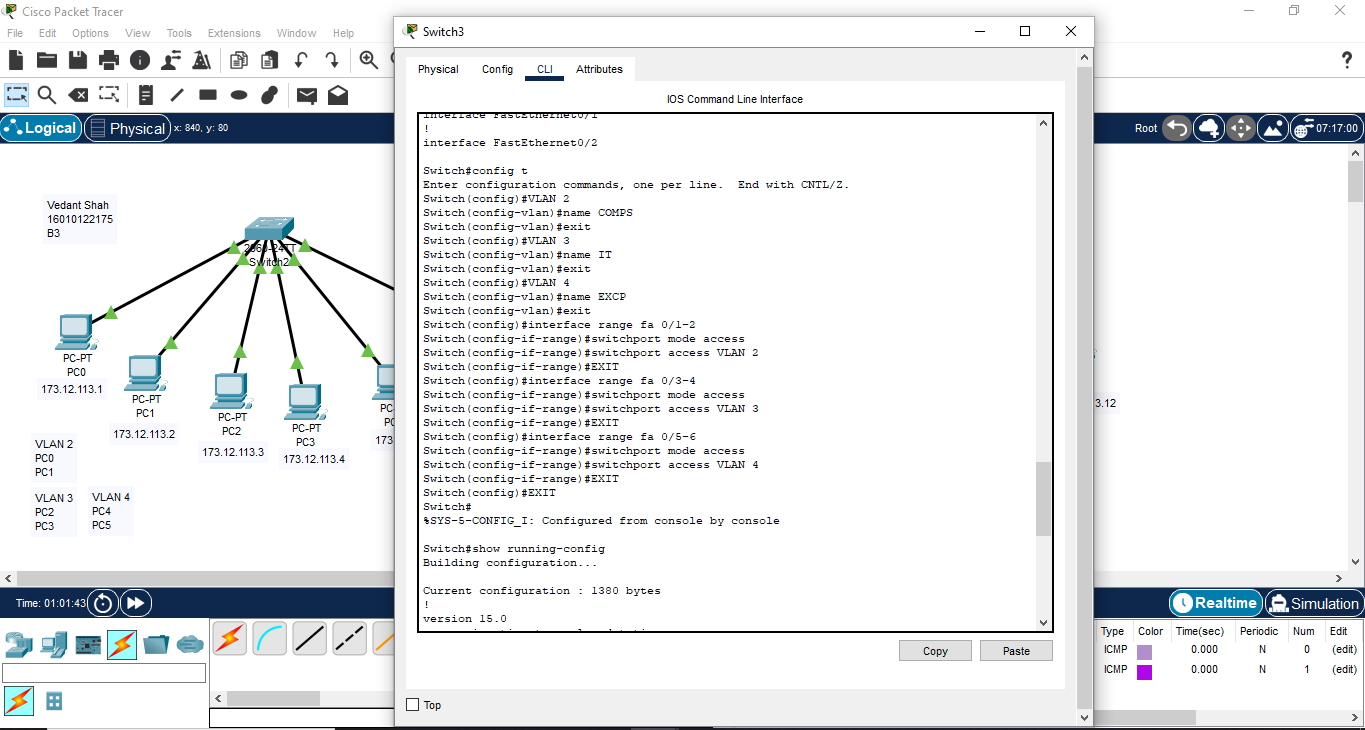 Cisco Packet Tracer
File Edit Options View Tools Extensions Window Help
Logical
Physical
x: 840, y: 80
Root
07:17:00
Vedant Shah
16010122175
B3
2960-24TT
Switch2
PC-PT
PC0
173.12.113.1
PC-PT
PC1
173.12.113.2
PC-PT
PC2
173.12.113.3
PC-PT
PC3
173.12.113.4
PC
173
3.12
VLAN 2
PC0
PC1
VLAN 3
PC2
PC3
VLAN 4
PC4
PC5
Switch3
Physical Config CLI Attributes
IOS Command Line Interface
interface FastEthernet0/1
!
interface FastEthernet0/2
Switch#config t
Enter configuration commands, one per line. End with CNTL/Z.
Switch(config)#VLAN 2
Switch(config-vlan)#name COMPS
Switch(config-vlan)#exit
Switch(config)#VLAN 3
Switch(config-vlan)#name IT
Switch(config-vlan)#exit
Switch(config)#VLAN 4
Switch(config-vlan)#name EXCP
Switch(config-vlan)#exit
Switch(config)#interface range fa 0/1-2
Switch(config-if-range)#switchport mode access
Switch(config-if-range)#switchport access VLAN 2
Switch(config-if-range)#EXIT
Switch(config)#interface range fa 0/3-4
Switch(config-if-range)#switchport mode access
Switch(config-if-range)#switchport access VLAN 3
Switch(config-if-range)#EXIT
Switch(config)#interface range fa 0/5-6
Switch(config-if-range)#switchport mode access
Switch(config-if-range)#switchport access VLAN 4
Switch(config-if-range)#EXIT
Switch(config)#EXIT
Switch#
%SYS-5-CONFIG_I: Configured from console by console
Switch#show running-config
Building configuration...
Current configuration : 1380 bytes
!
version 15.0
Copy Paste
Top
Time: 01:01:43
Realtime
Simulation
Type Color Time(sec) Periodic Num Edit
ICMP 0.000 N 0 (edit)
ICMP 0.000 N 1 (edit)